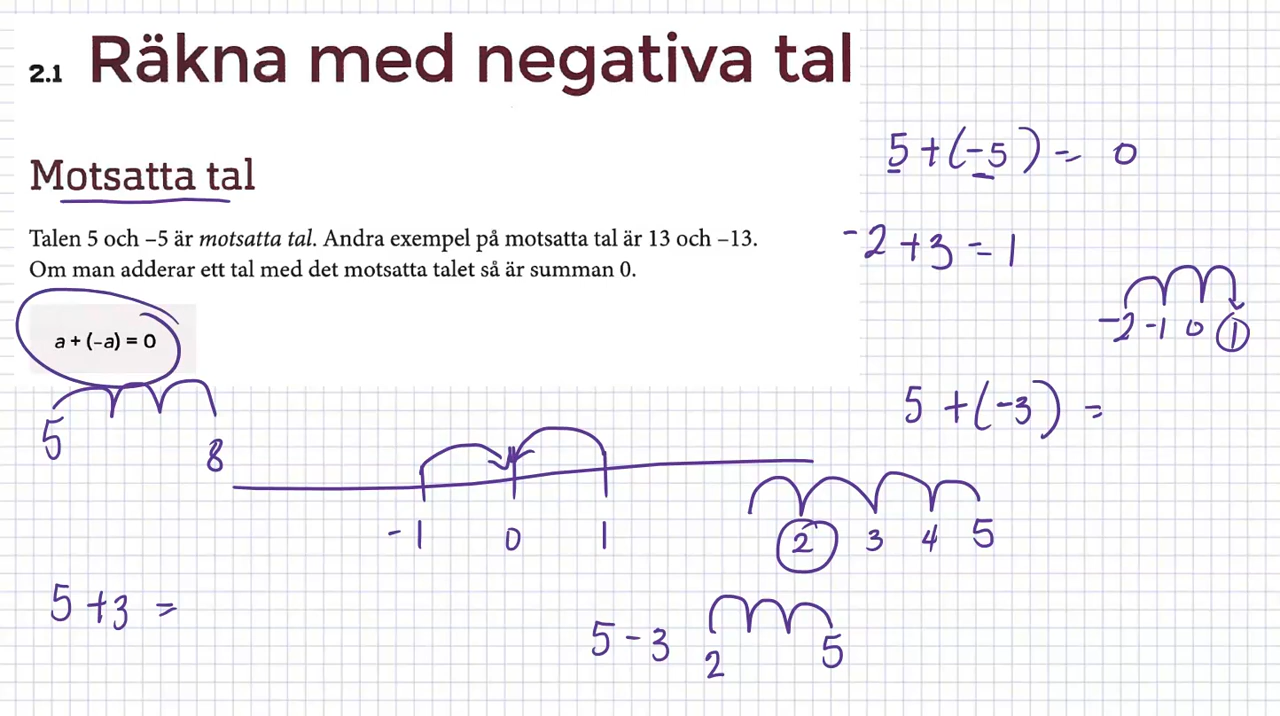 2.1 Räkna med negativa tal
Motsatta tal
Talen 5 och –5 är motsatta tal. Andra exempel på motsatta tal är 13 och –13.
Om man adderar ett tal med det motsatta talet så är summan 0.
a + (–a) = 0
5 + (-5) = 0
-2 + 3 = 1
-2 -1 0 1
5 + (-3) =
5 8
-1 0 1
2 3 4 5
5 + 3 =
5 - 3
2 5